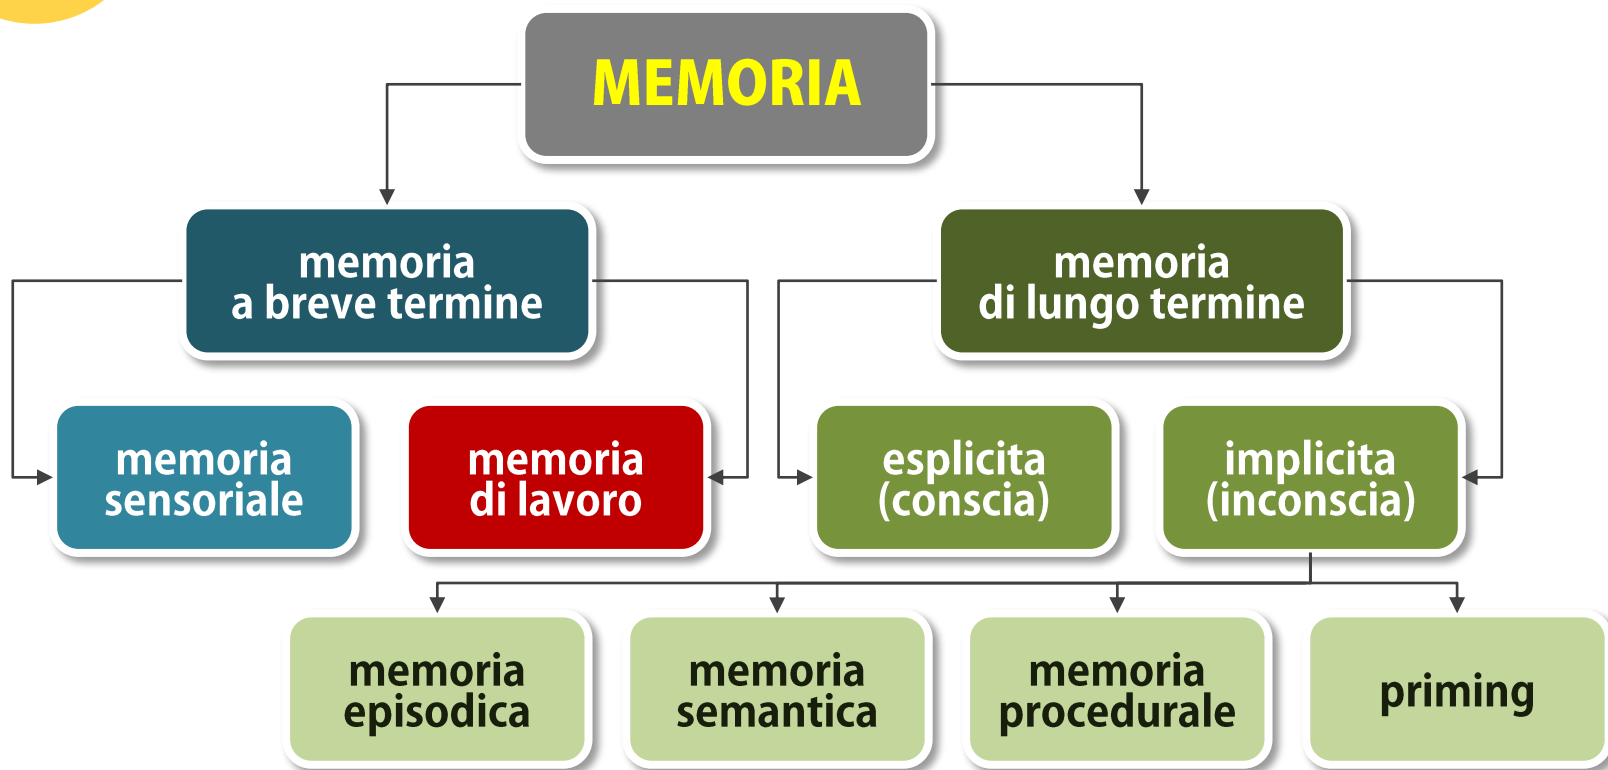 MEMORIA
memoria
a breve termine
memoria
di lungo termine
memoria
sensoriale
memoria
di lavoro
esplicita
(conscia)
implicita
(inconscia)
memoria
episodica
memoria
semantica
memoria
procedurale
priming